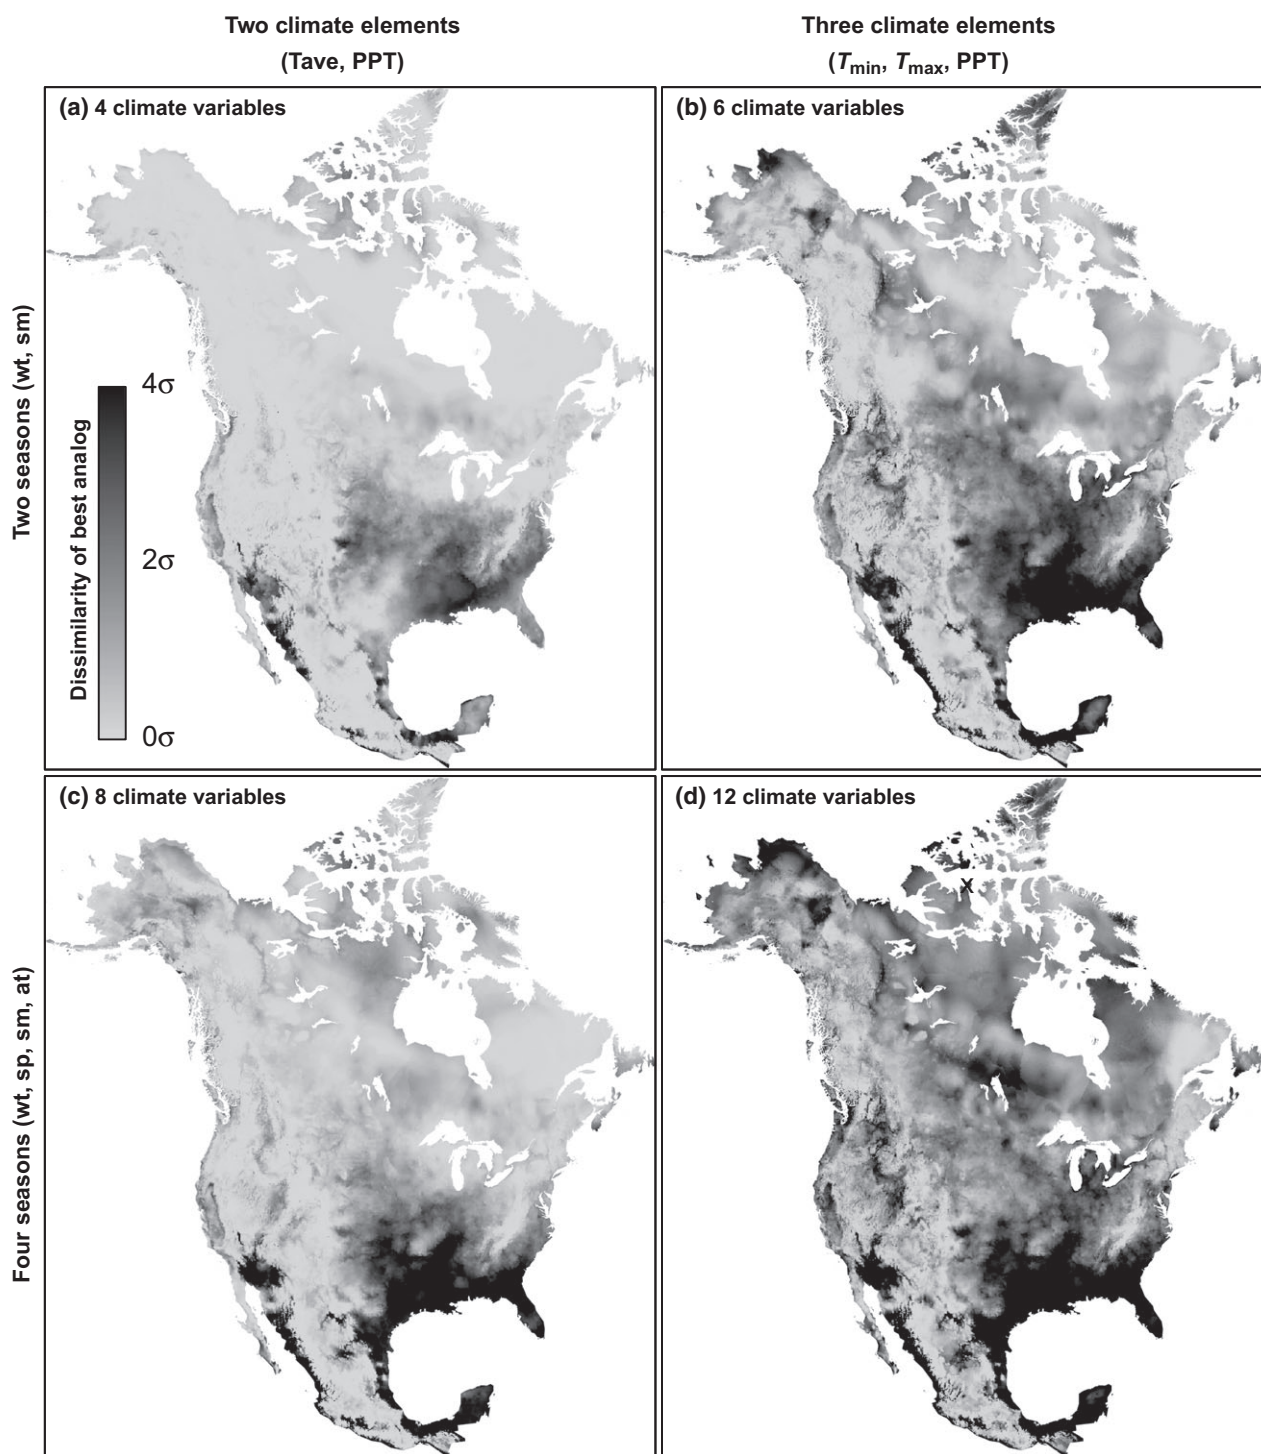 Two climate elements
(Tave, PPT)
Three climate elements
(Tmin, Tmax, PPT)
Two seasons (wt, sm)
(a) 4 climate variables
(b) 6 climate variables
Dissimilarity of best analog
4σ
2σ
0σ
Four seasons (wt, sp, sm, at)
(c) 8 climate variables
(d) 12 climate variables
X